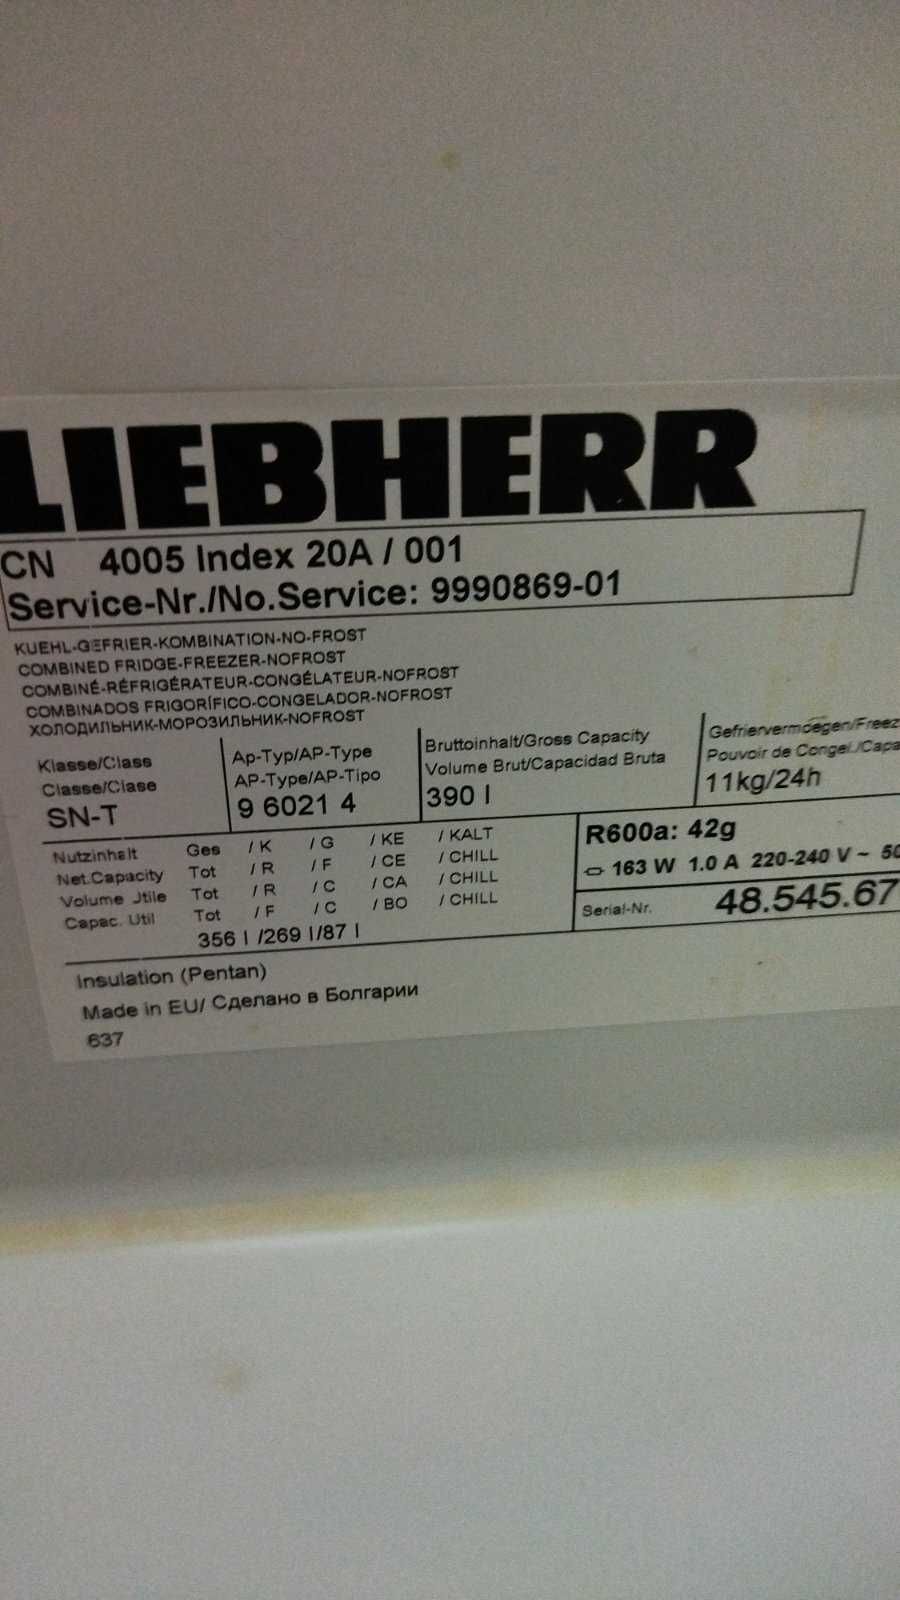 LIEBHERR
CN 4005 Index 20A / 001
Service-Nr./No.Service: 9990869-01
KUEHL-GEFRIER-KOMBINATION-NO-FROST
COMBINED FRIDGE-FREEZER-NOFROST
COMBINÉ-RÉFRIGÉRATEUR-CONGÉLATEUR-NOFROST
COMBINADOS FRIGORÍFICO-CONGELADOR-NOFROST
ХОЛОДИЛЬНИК-МОРОЗИЛЬНИК-NOFROST
Klasse/Class
Classe/Clase
SN-T
Ap-Typ/AP-Type
AP-Type/AP-Tipo
9 6021 4
Bruttoinhalt/Gross Capacity
Volume Brut/Capacidad Bruta
390 l
Gefriervermoegen/Freez
Pouvoir de Congel./Capa
11kg/24h
Nutzinhalt Ges / K / G / KE / KALT
Net.Capacity Tot / R / F / CE / CHILL
Volume Jtile Tot / R / C / CA / CHILL
Capac. Util Tot / F / C / BO / CHILL
356 l /269 l/87 l
R600a: 42g
163 W 1.0 A 220-240 V ~ 50
Serial-Nr. 48.545.67
Insulation (Pentan)
Made in EU/ Сделано в Болгарии
637